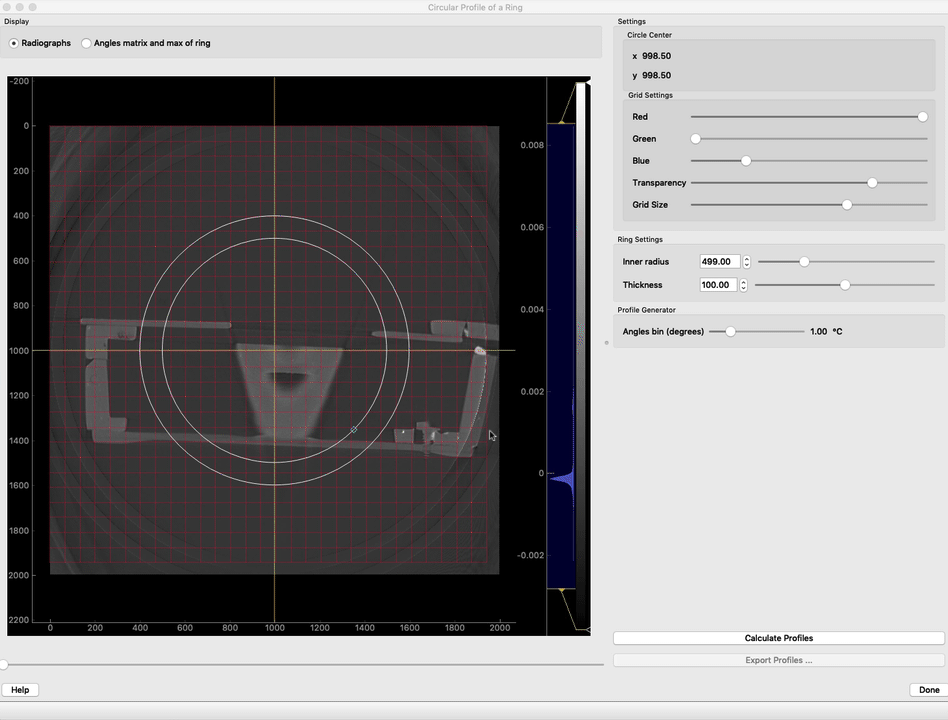 Circular Profile of a Ring
Display
Radiographs
Angles matrix and max of ring
-200
0
200
400
600
800
1000
1200
1400
1600
1800
2000
2200
0
200
400
600
800
1000
1200
1400
1600
1800
2000
0.008
0.006
0.004
0.002
0
-0.002
Settings
Circle Center
x 998.50
y 998.50
Grid Settings
Red
Green
Blue
Transparency
Grid Size
Ring Settings
Inner radius 499.00
Thickness 100.00
Profile Generator
Angles bin (degrees) 1.00 °C
Calculate Profiles
Export Profiles ...
Help
Done